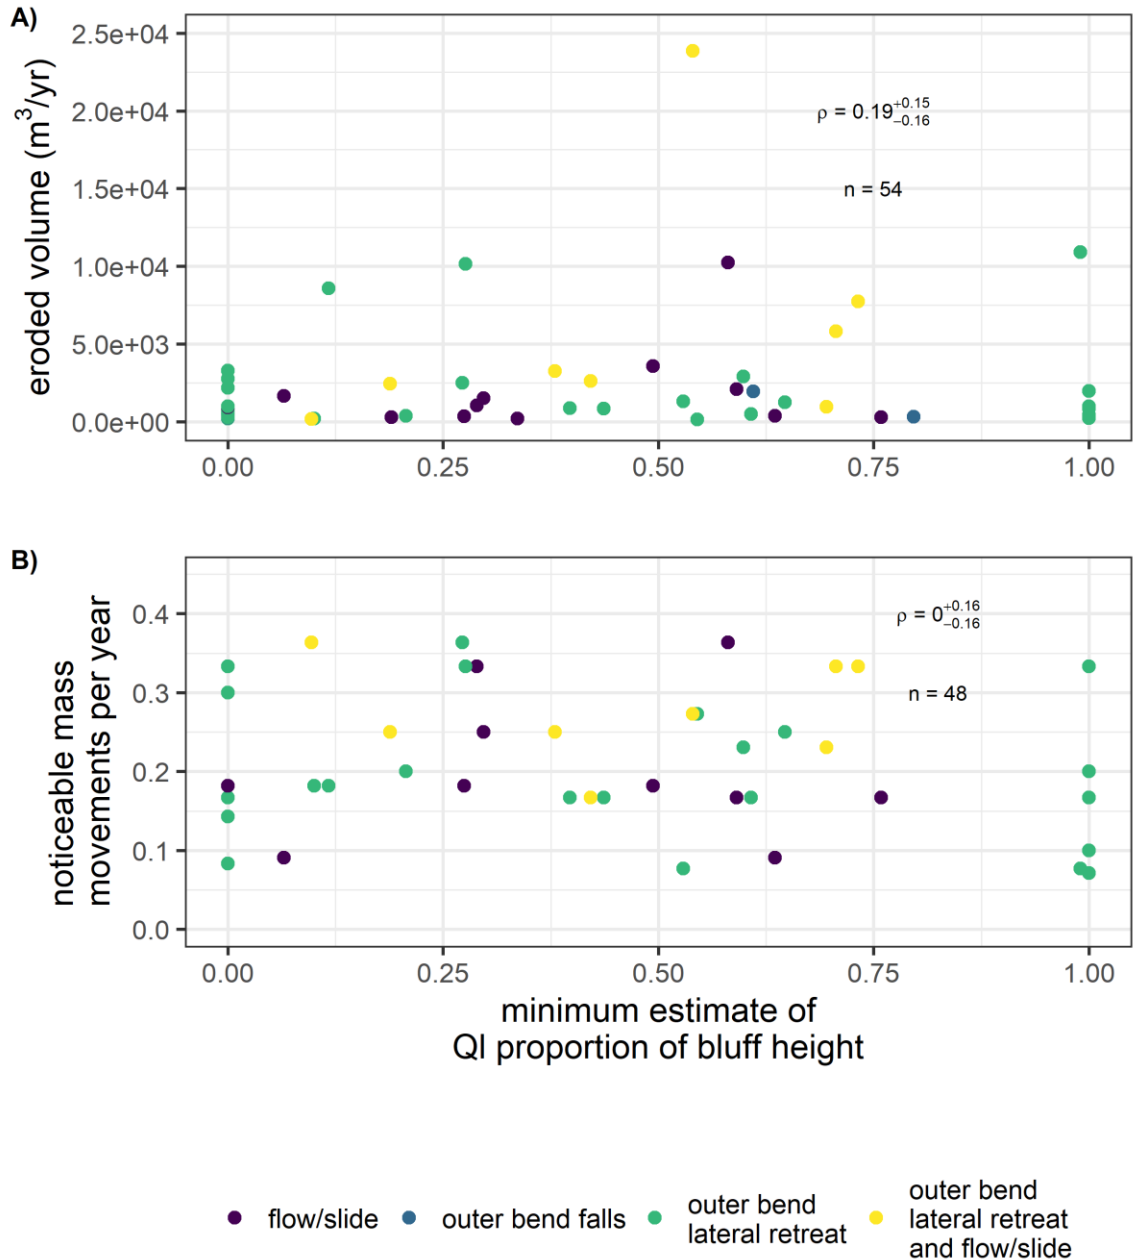 A)
eroded volume (m³/yr)
2.5e+04
2.0e+04
1.5e+04
1.0e+04
5.0e+03
0.0e+00
ρ = 0.19 +0.15 −0.16
n = 54
0.00 0.25 0.50 0.75 1.00
B)
noticeable mass
movements per year
0.4
0.3
0.2
0.1
0.0
ρ = 0 +0.16 −0.16
n = 48
0.00 0.25 0.50 0.75 1.00
minimum estimate of
Ql proportion of bluff height
flow/slide
outer bend falls
outer bend
lateral retreat
outer bend
lateral retreat
and flow/slide